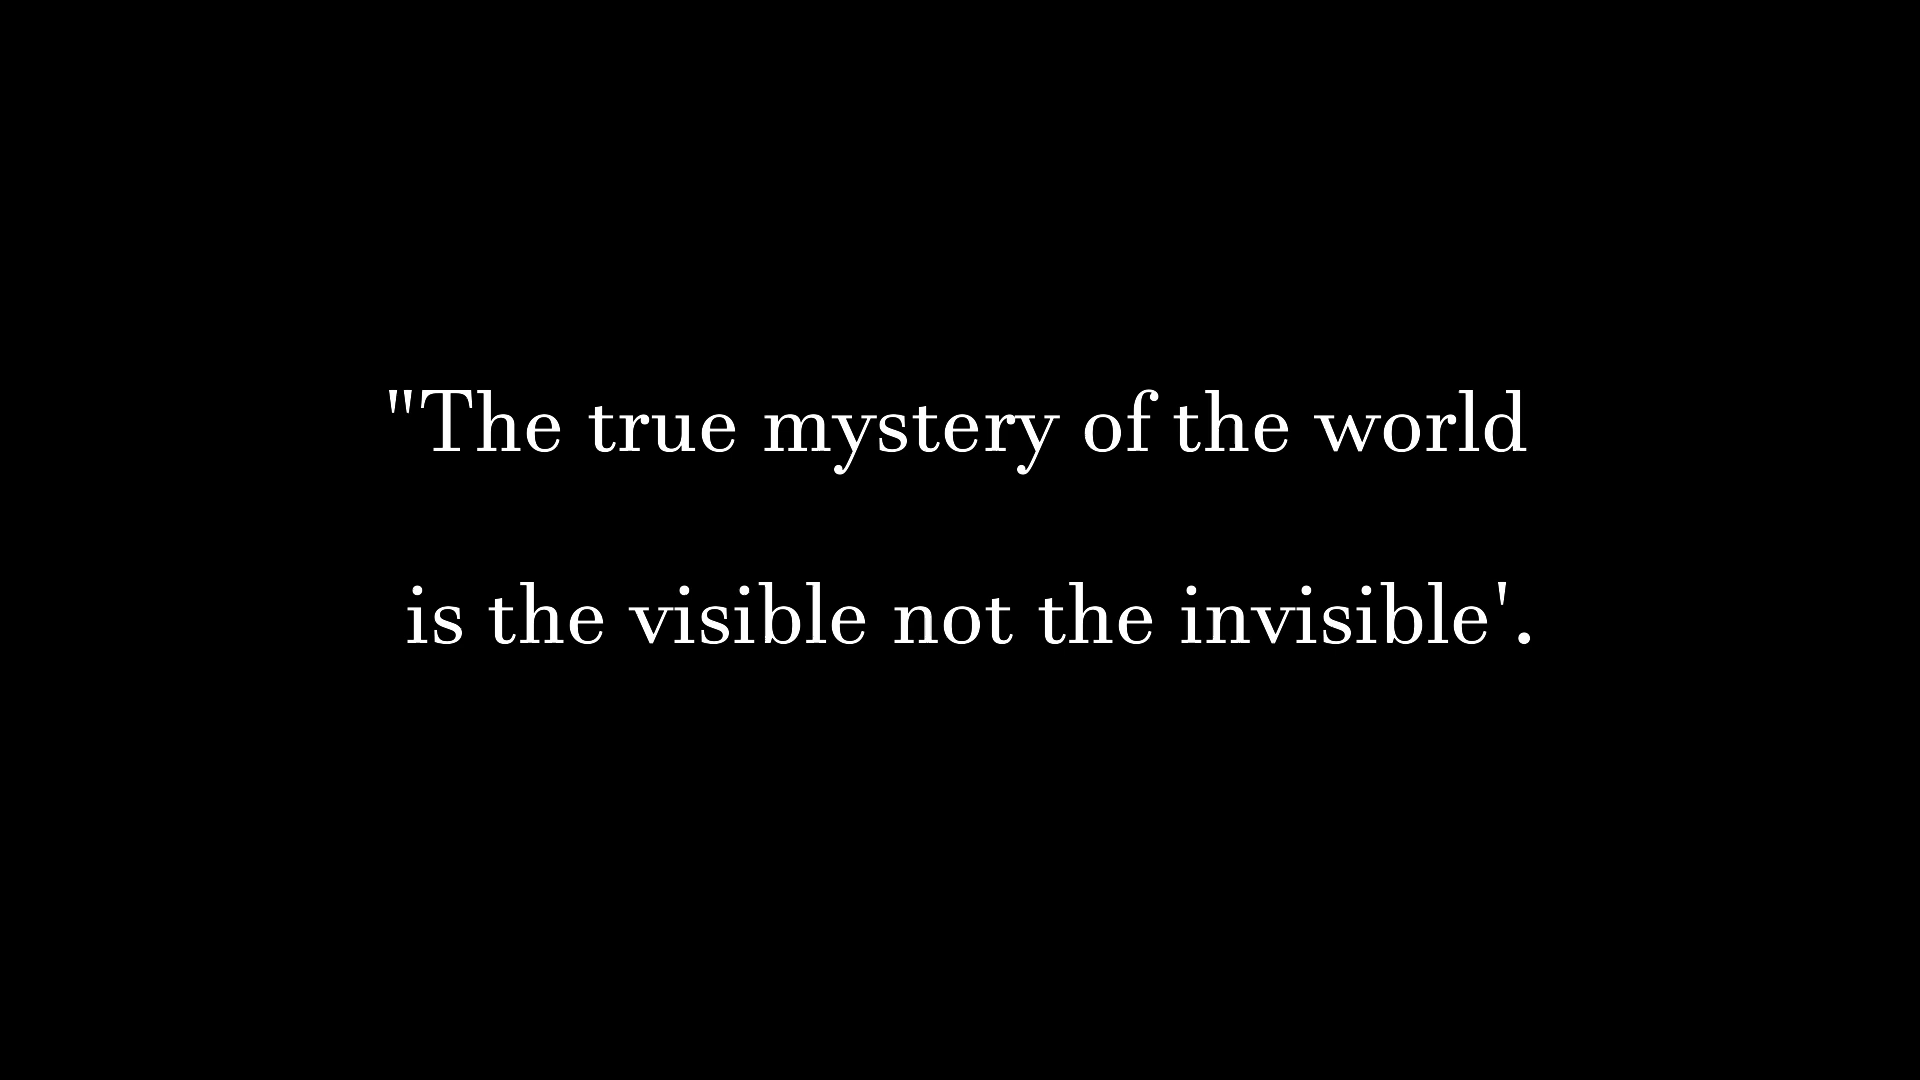 "The true mystery of the world
is the visible not the invisible'.